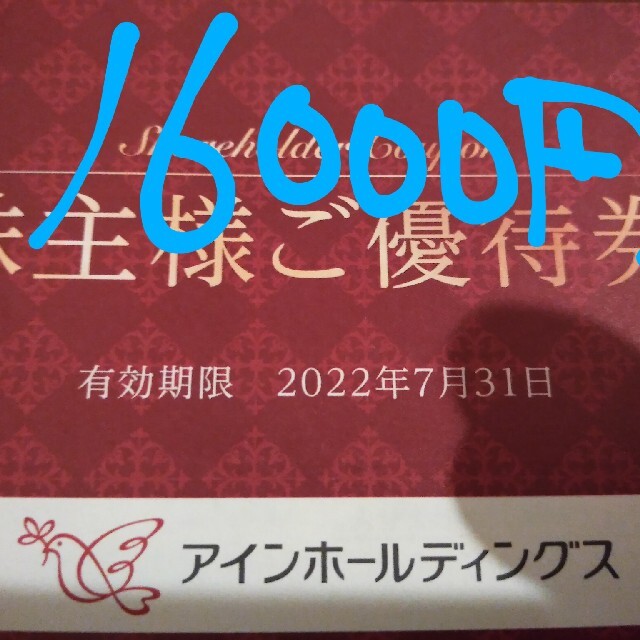 16000円
Shareholder Coupon
株主様ご優待券
有効期限 2022年7月31日
アインホールディングス